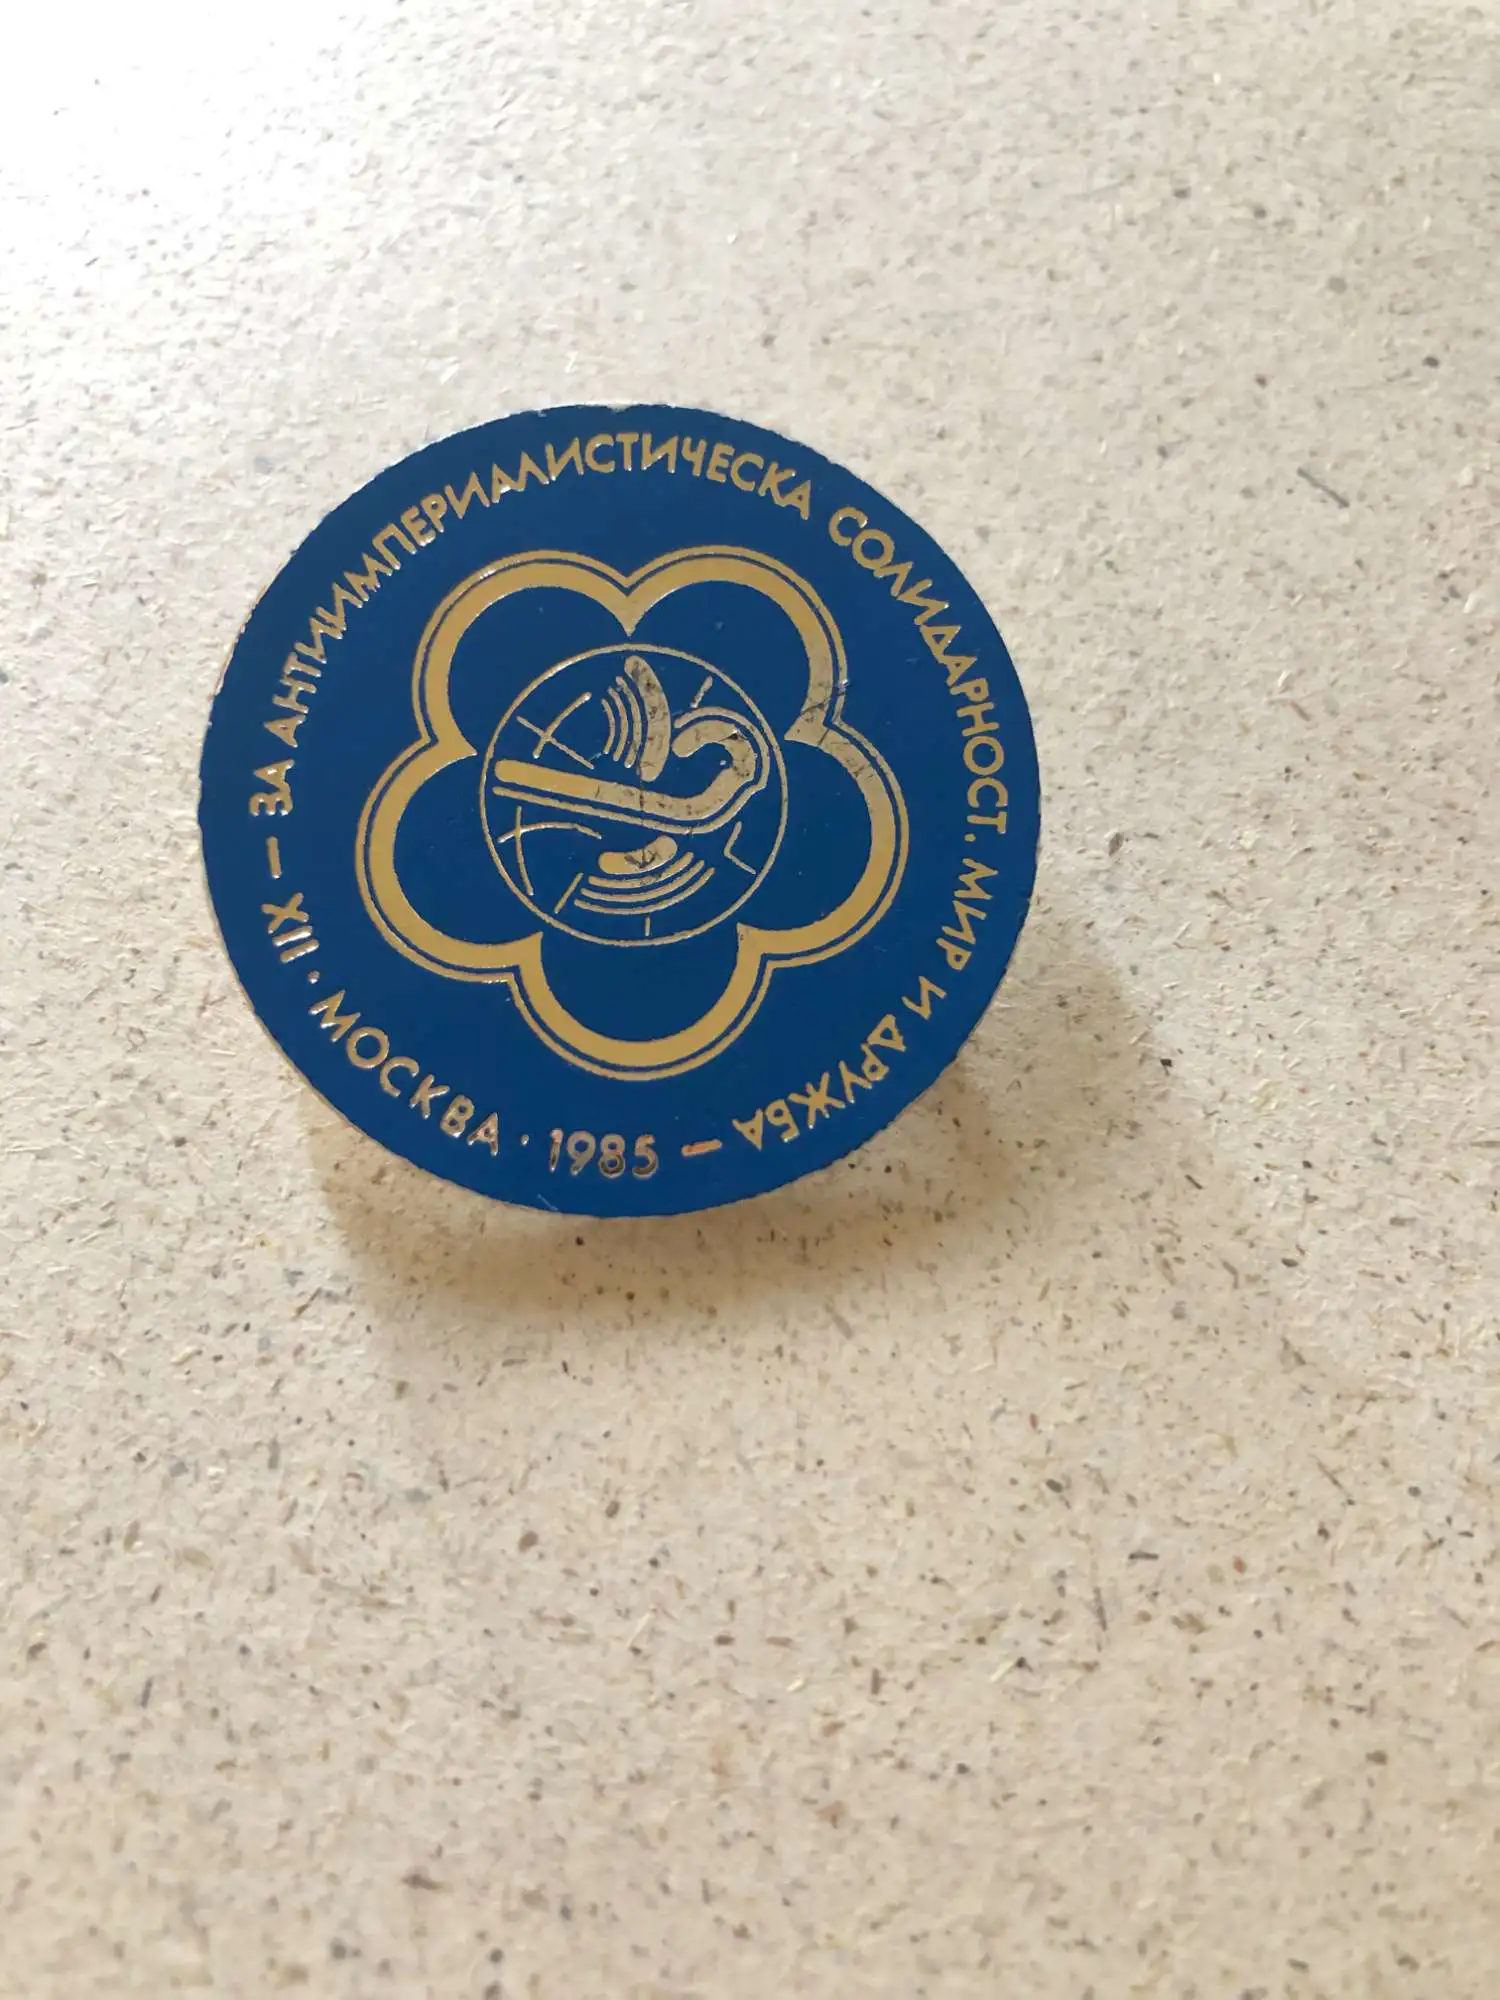 XII — ЗА АНТИИМПЕРИАЛИСТИЧЕСКА СОЛИДАРНОСТ. МИР И ДРУЖБА —
· МОСКВА · 1985